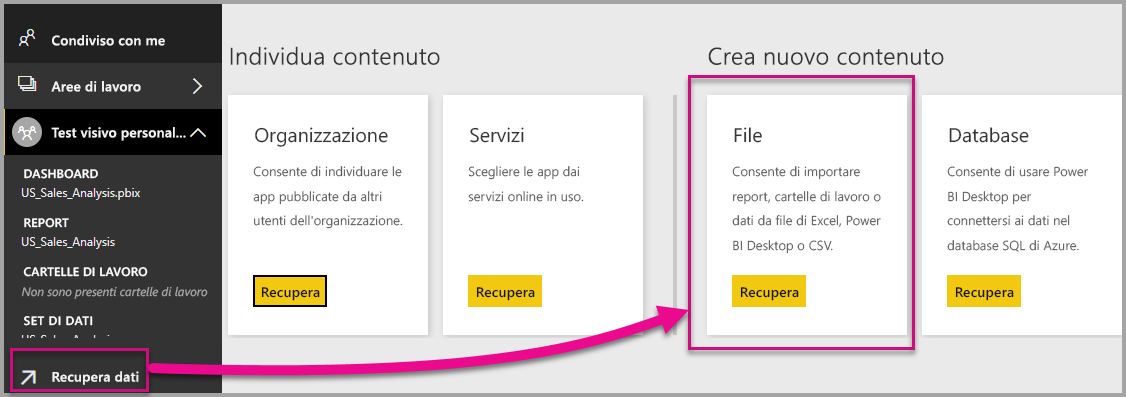 Condiviso con me
Aree di lavoro
Test visivo personal...
DASHBOARD
US_Sales_Analysis.pbix
REPORT
US_Sales_Analysis
CARTELLE DI LAVORO
Non sono presenti cartelle di lavoro
SET DI DATI
US_Sales_Analysis
Recupera dati
Individua contenuto
Organizzazione
Consente di individuare le
app pubblicate da altri
utenti dell'organizzazione.
Recupera
Servizi
Scegliere le app dai
servizi online in uso.
Recupera
Crea nuovo contenuto
File
Consente di importare
report, cartelle di lavoro o
dati da file di Excel, Power
BI Desktop o CSV.
Recupera
Database
Consente di usare Power
BI Desktop per
connettersi ai dati nel
database SQL di Azure.
Recupera